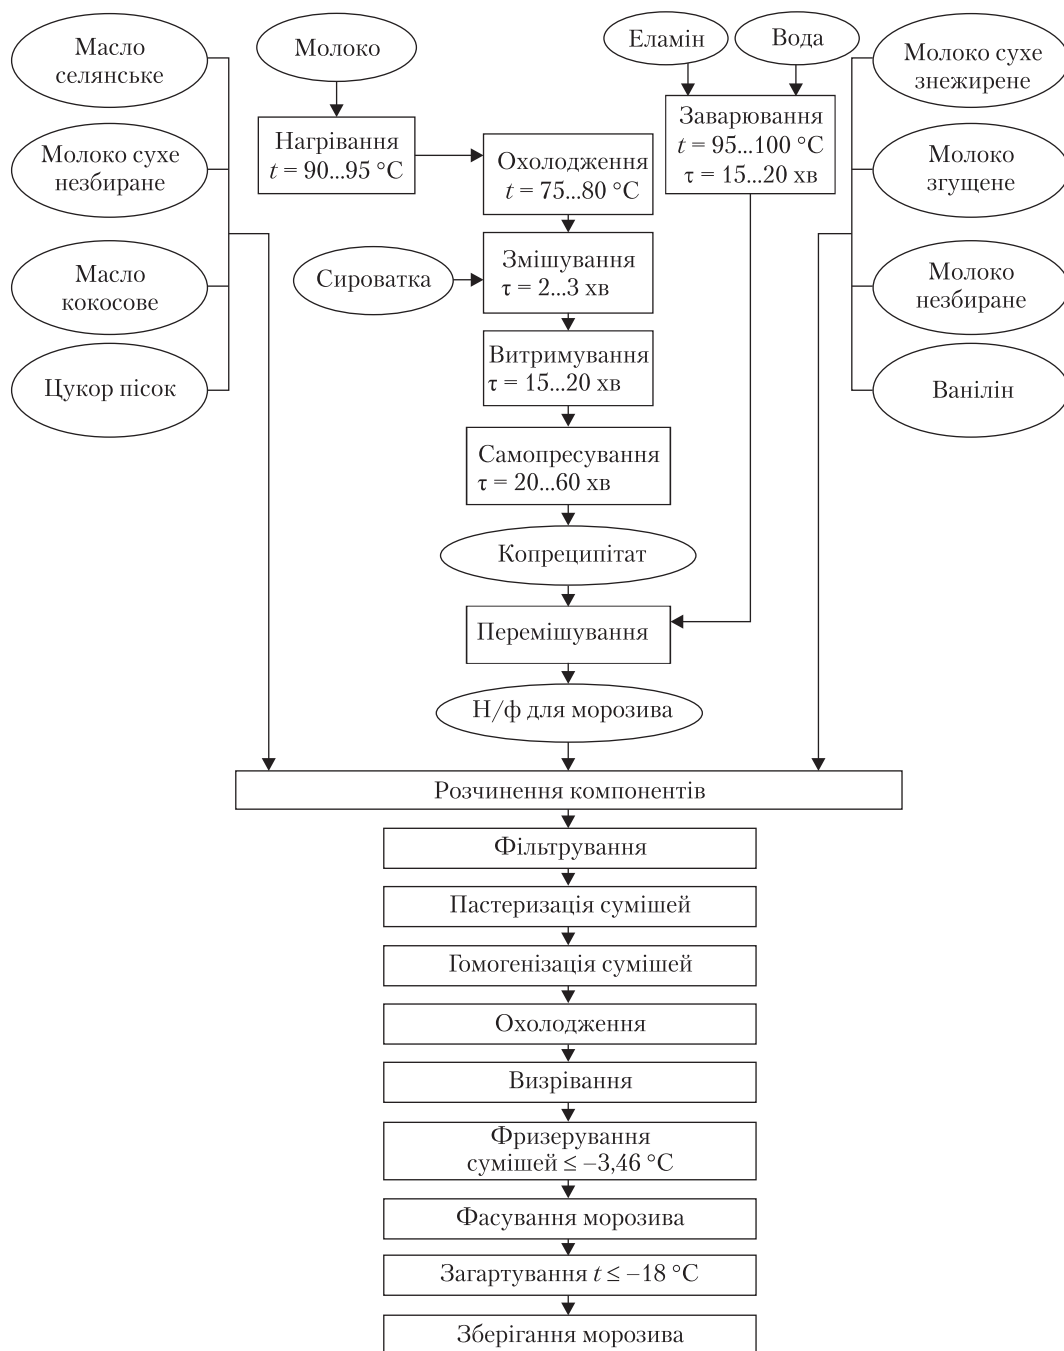 Масло
селянське
Молоко
Еламін
Вода
Молоко сухе
знежирене
Нагрівання
t = 90...95 °C
Охолодження
t = 75...80 °C
Заварювання
t = 95...100 °C
τ = 15...20 хв
Молоко сухе
незбиране
Молоко
згущене
Сироватка
Змішування
τ = 2...3 хв
Масло
кокосове
Молоко
незбиране
Витримування
τ = 15...20 хв
Цукор пісок
Ванілін
Самопресування
τ = 20...60 хв
Копреципітат
Перемішування
Н/ф для морозива
Розчинення компонентів
Фільтрування
Пастеризація сумішей
Гомогенізація сумішей
Охолодження
Визрівання
Фризерування
сумішей ≤ –3,46 °C
Фасування морозива
Загартування t ≤ –18 °C
Зберігання морозива